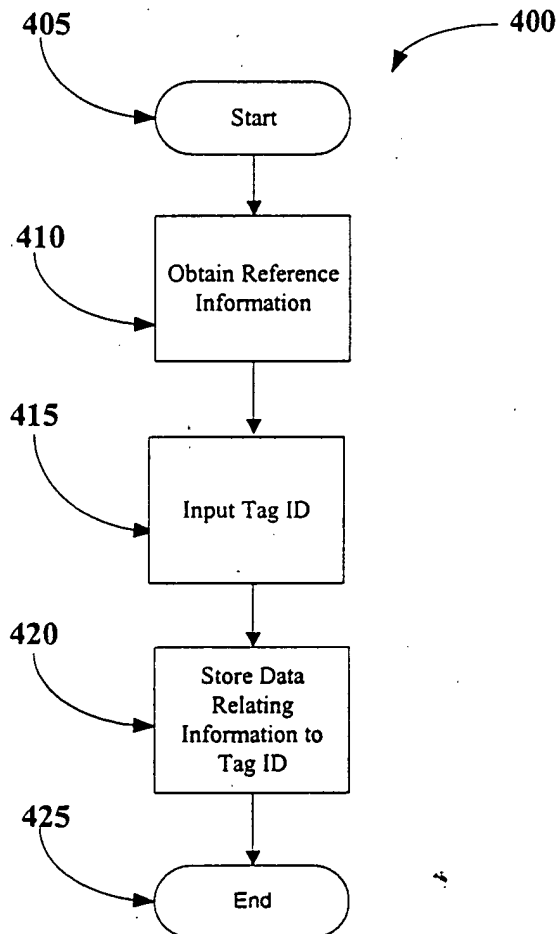 405
400
Start
410
Obtain Reference
Information
415
Input Tag ID
420
Store Data
Relating
Information to
Tag ID
425
End